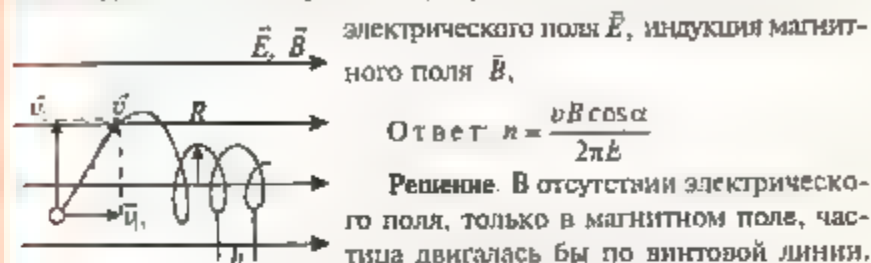 электрического поля E⃗, индукция магнит-
ного поля B⃗.
Ответ n = vB cosα / 2πE
Решение. В отсутствии электрическо-
го поля, только в магнитном поле, час-
тица двигалась бы по винтовой линии,
E⃗, B⃗
v⃗
R
h